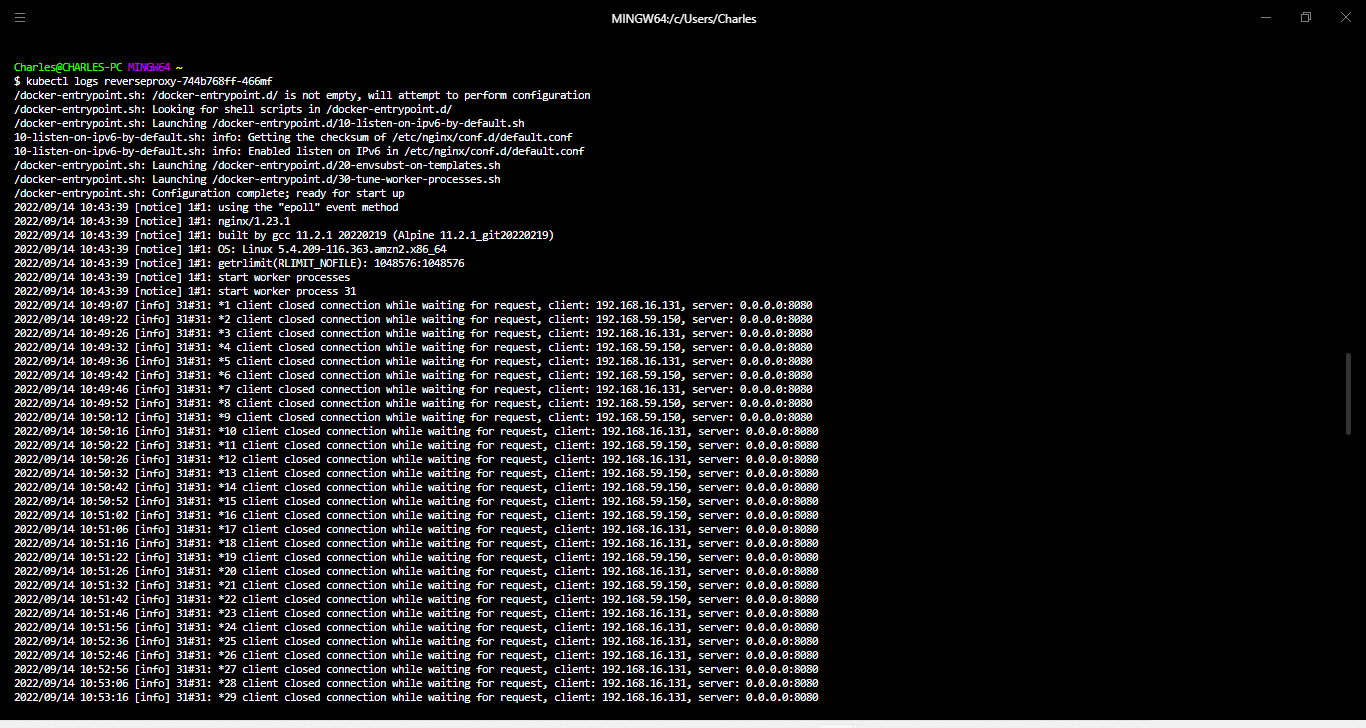 MINGW64:/c/Users/Charles
Charles@CHARLES-PC MINGW64 ~
$ kubectl logs reverseproxy-744b768ff-466mf
/docker-entrypoint.sh: /docker-entrypoint.d/ is not empty, will attempt to perform configuration
/docker-entrypoint.sh: Looking for shell scripts in /docker-entrypoint.d/
/docker-entrypoint.sh: Launching /docker-entrypoint.d/10-listen-on-ipv6-by-default.sh
10-listen-on-ipv6-by-default.sh: info: Getting the checksum of /etc/nginx/conf.d/default.conf
10-listen-on-ipv6-by-default.sh: info: Enabled listen on IPv6 in /etc/nginx/conf.d/default.conf
/docker-entrypoint.sh: Launching /docker-entrypoint.d/20-envsubst-on-templates.sh
/docker-entrypoint.sh: Launching /docker-entrypoint.d/30-tune-worker-processes.sh
/docker-entrypoint.sh: Configuration complete; ready for start up
2022/09/14 10:43:39 [notice] 1#1: using the "epoll" event method
2022/09/14 10:43:39 [notice] 1#1: nginx/1.23.1
2022/09/14 10:43:39 [notice] 1#1: built by gcc 11.2.1 20220219 (Alpine 11.2.1_git20220219)
2022/09/14 10:43:39 [notice] 1#1: OS: Linux 5.4.209-116.363.amzn2.x86_64
2022/09/14 10:43:39 [notice] 1#1: getrlimit(RLIMIT_NOFILE): 1048576:1048576
2022/09/14 10:43:39 [notice] 1#1: start worker processes
2022/09/14 10:43:39 [notice] 1#1: start worker process 31
2022/09/14 10:49:07 [info] 31#31: *1 client closed connection while waiting for request, client: 192.168.16.131, server: 0.0.0.0:8080
2022/09/14 10:49:22 [info] 31#31: *2 client closed connection while waiting for request, client: 192.168.59.150, server: 0.0.0.0:8080
2022/09/14 10:49:26 [info] 31#31: *3 client closed connection while waiting for request, client: 192.168.16.131, server: 0.0.0.0:8080
2022/09/14 10:49:32 [info] 31#31: *4 client closed connection while waiting for request, client: 192.168.59.150, server: 0.0.0.0:8080
2022/09/14 10:49:36 [info] 31#31: *5 client closed connection while waiting for request, client: 192.168.16.131, server: 0.0.0.0:8080
2022/09/14 10:49:42 [info] 31#31: *6 client closed connection while waiting for request, client: 192.168.59.150, server: 0.0.0.0:8080
2022/09/14 10:49:46 [info] 31#31: *7 client closed connection while waiting for request, client: 192.168.16.131, server: 0.0.0.0:8080
2022/09/14 10:49:52 [info] 31#31: *8 client closed connection while waiting for request, client: 192.168.59.150, server: 0.0.0.0:8080
2022/09/14 10:50:12 [info] 31#31: *9 client closed connection while waiting for request, client: 192.168.59.150, server: 0.0.0.0:8080
2022/09/14 10:50:16 [info] 31#31: *10 client closed connection while waiting for request, client: 192.168.16.131, server: 0.0.0.0:8080
2022/09/14 10:50:22 [info] 31#31: *11 client closed connection while waiting for request, client: 192.168.59.150, server: 0.0.0.0:8080
2022/09/14 10:50:26 [info] 31#31: *12 client closed connection while waiting for request, client: 192.168.16.131, server: 0.0.0.0:8080
2022/09/14 10:50:32 [info] 31#31: *13 client closed connection while waiting for request, client: 192.168.59.150, server: 0.0.0.0:8080
2022/09/14 10:50:42 [info] 31#31: *14 client closed connection while waiting for request, client: 192.168.59.150, server: 0.0.0.0:8080
2022/09/14 10:50:52 [info] 31#31: *15 client closed connection while waiting for request, client: 192.168.59.150, server: 0.0.0.0:8080
2022/09/14 10:51:02 [info] 31#31: *16 client closed connection while waiting for request, client: 192.168.59.150, server: 0.0.0.0:8080
2022/09/14 10:51:06 [info] 31#31: *17 client closed connection while waiting for request, client: 192.168.16.131, server: 0.0.0.0:8080
2022/09/14 10:51:16 [info] 31#31: *18 client closed connection while waiting for request, client: 192.168.16.131, server: 0.0.0.0:8080
2022/09/14 10:51:22 [info] 31#31: *19 client closed connection while waiting for request, client: 192.168.59.150, server: 0.0.0.0:8080
2022/09/14 10:51:26 [info] 31#31: *20 client closed connection while waiting for request, client: 192.168.16.131, server: 0.0.0.0:8080
2022/09/14 10:51:32 [info] 31#31: *21 client closed connection while waiting for request, client: 192.168.59.150, server: 0.0.0.0:8080
2022/09/14 10:51:42 [info] 31#31: *22 client closed connection while waiting for request, client: 192.168.59.150, server: 0.0.0.0:8080
2022/09/14 10:51:46 [info] 31#31: *23 client closed connection while waiting for request, client: 192.168.16.131, server: 0.0.0.0:8080
2022/09/14 10:51:56 [info] 31#31: *24 client closed connection while waiting for request, client: 192.168.16.131, server: 0.0.0.0:8080
2022/09/14 10:52:36 [info] 31#31: *25 client closed connection while waiting for request, client: 192.168.16.131, server: 0.0.0.0:8080
2022/09/14 10:52:46 [info] 31#31: *26 client closed connection while waiting for request, client: 192.168.16.131, server: 0.0.0.0:8080
2022/09/14 10:52:56 [info] 31#31: *27 client closed connection while waiting for request, client: 192.168.16.131, server: 0.0.0.0:8080
2022/09/14 10:53:06 [info] 31#31: *28 client closed connection while waiting for request, client: 192.168.16.131, server: 0.0.0.0:8080
2022/09/14 10:53:16 [info] 31#31: *29 client closed connection while waiting for request, client: 192.168.16.131, server: 0.0.0.0:8080